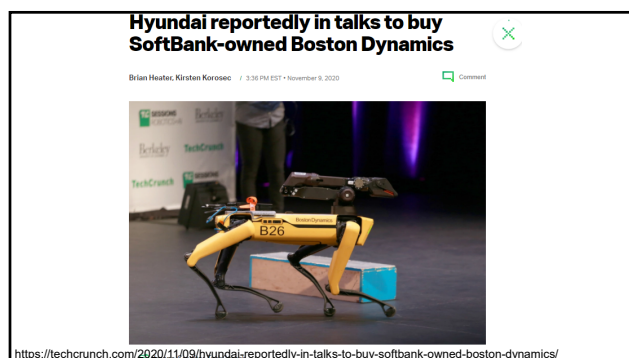 Hyundai reportedly in talks to buy
SoftBank-owned Boston Dynamics
Brian Heater, Kirsten Korosec / 3:36 PM EST • November 9, 2020
Comment
SESSIONS
Berkeley
Berkeley
TechCrunch
TechCrunch
BostonDynamics
B26
https://techcrunch.com/2020/11/09/hyundai-reportedly-in-talks-to-buy-softbank-owned-boston-dynamics/